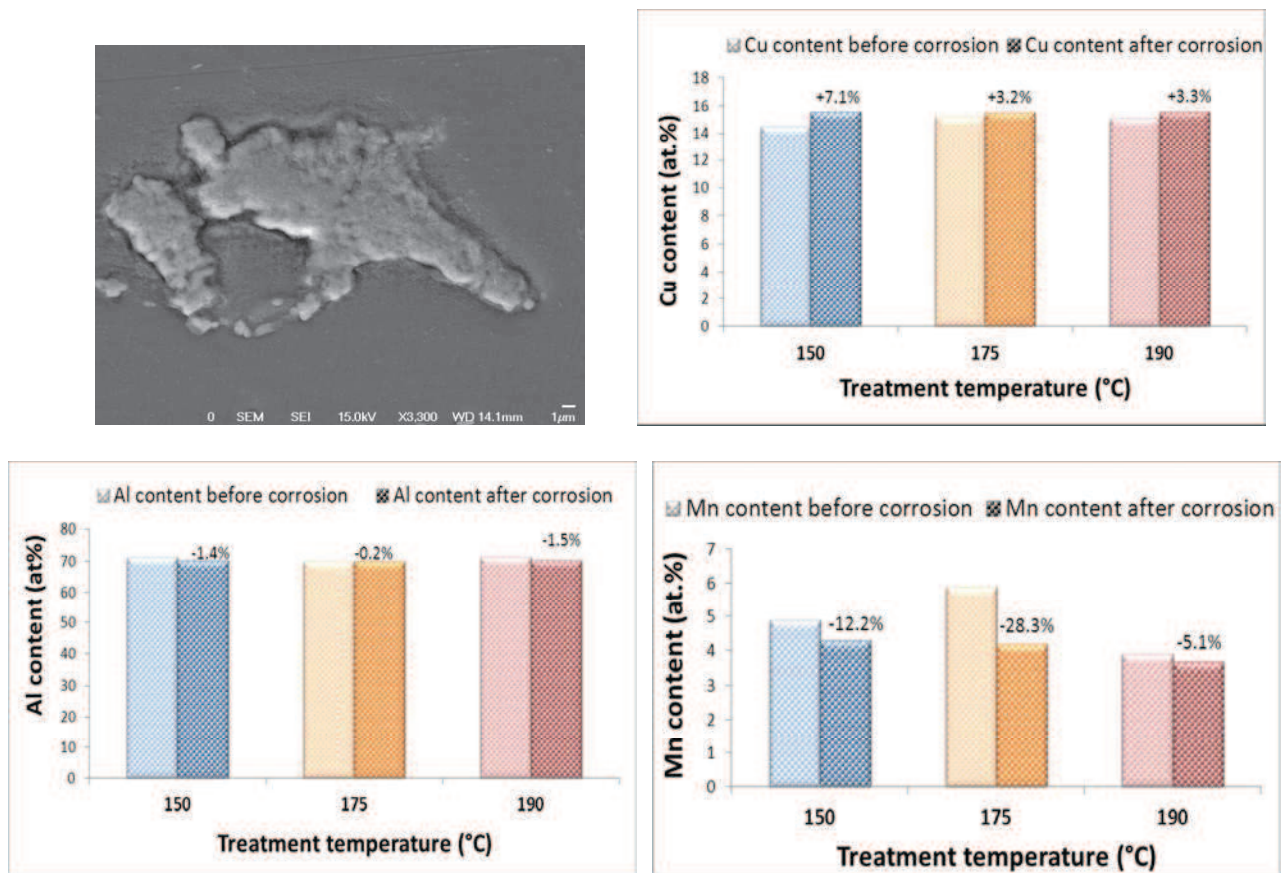 0 SEM SEI 15.0kV X3,300 WD 14.1mm 1µm
Cu content before corrosion Cu content after corrosion
18
16
14
12
10
8
6
4
2
0
+7.1%
+3.2%
+3.3%
Cu content (at.%)
150 175 190
Treatment temperature (°C)
Al content before corrosion Al content after corrosion
80
70
60
50
40
30
20
10
0
-1.4%
-0.2%
-1.5%
Al content (at%)
150 175 190
Treatment temperature (°C)
Mn content before corrosion Mn content after corrosion
7
6
5
4
3
2
1
0
-12.2%
-28.3%
-5.1%
Mn content (at.%)
150 175 190
Treatment temperature (°C)